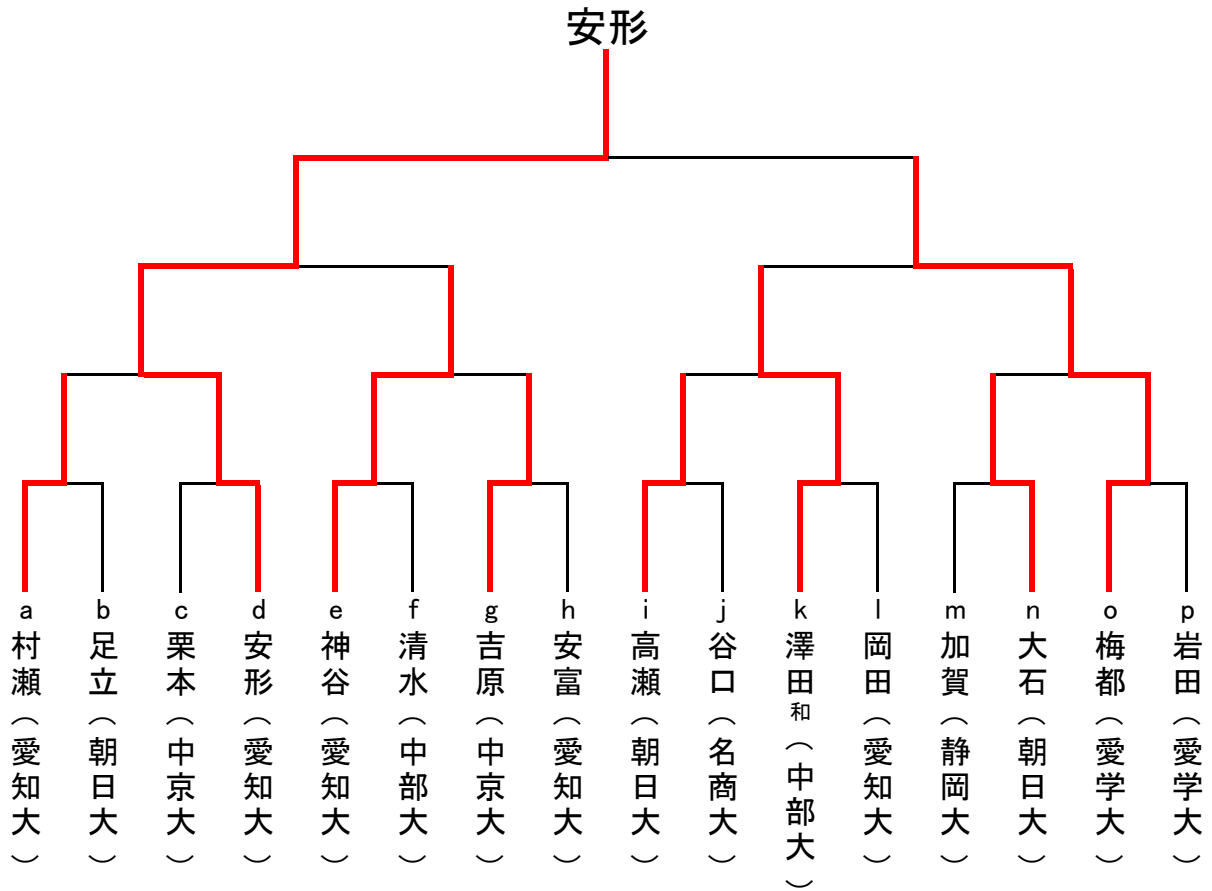 安形
a
村瀬（愛知大）
b
足立（朝日大）
c
栗本（中京大）
d
安形（愛知大）
e
神谷（愛知大）
f
清水（中部大）
g
吉原（中京大）
h
安富（愛知大）
i
高瀬（朝日大）
j
谷口（名商大）
k
澤田和（中部大）
l
岡田（愛知大）
m
加賀（静岡大）
n
大石（朝日大）
o
梅都（愛学大）
p
岩田（愛学大）